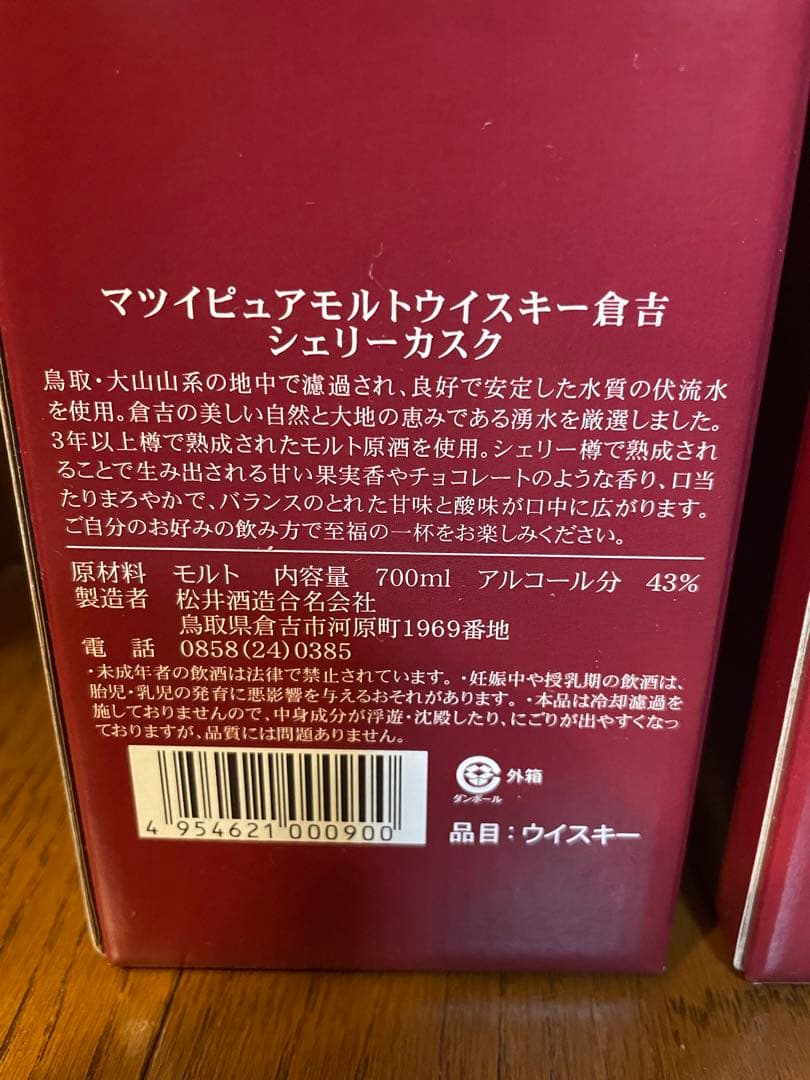 マツイピュアモルトウイスキー倉吉
シェリーカスク
鳥取・大山山系の地中で濾過され、良好で安定した水質の伏流水
を使用。倉吉の美しい自然と大地の恵みである湧水を厳選しました。
3年以上樽で熟成されたモルト原酒を使用。シェリー樽で熟成され
ることで生み出される甘い果実香やチョコレートのような香り、口当
たりまろやかで、バランスのとれた甘味と酸味が口中に広がります。
ご自分のお好みの飲み方で至福の一杯をお楽しみください。
原材料 モルト 内容量 700ml アルコール分 43%
製造者 松井酒造合名会社
鳥取県倉吉市河原町1969番地
電 話 0858(24)0385
・未成年者の飲酒は法律で禁止されています。・妊娠中や授乳期の飲酒は、
胎児・乳児の発育に悪影響を与えるおそれがあります。・本品は冷却濾過を
施しておりませんので、中身成分が浮遊・沈殿したり、にごりが出やすくなっ
ておりますが、品質には問題ありません。
4 954621 000900
ダンボール 外箱
品目：ウイスキー